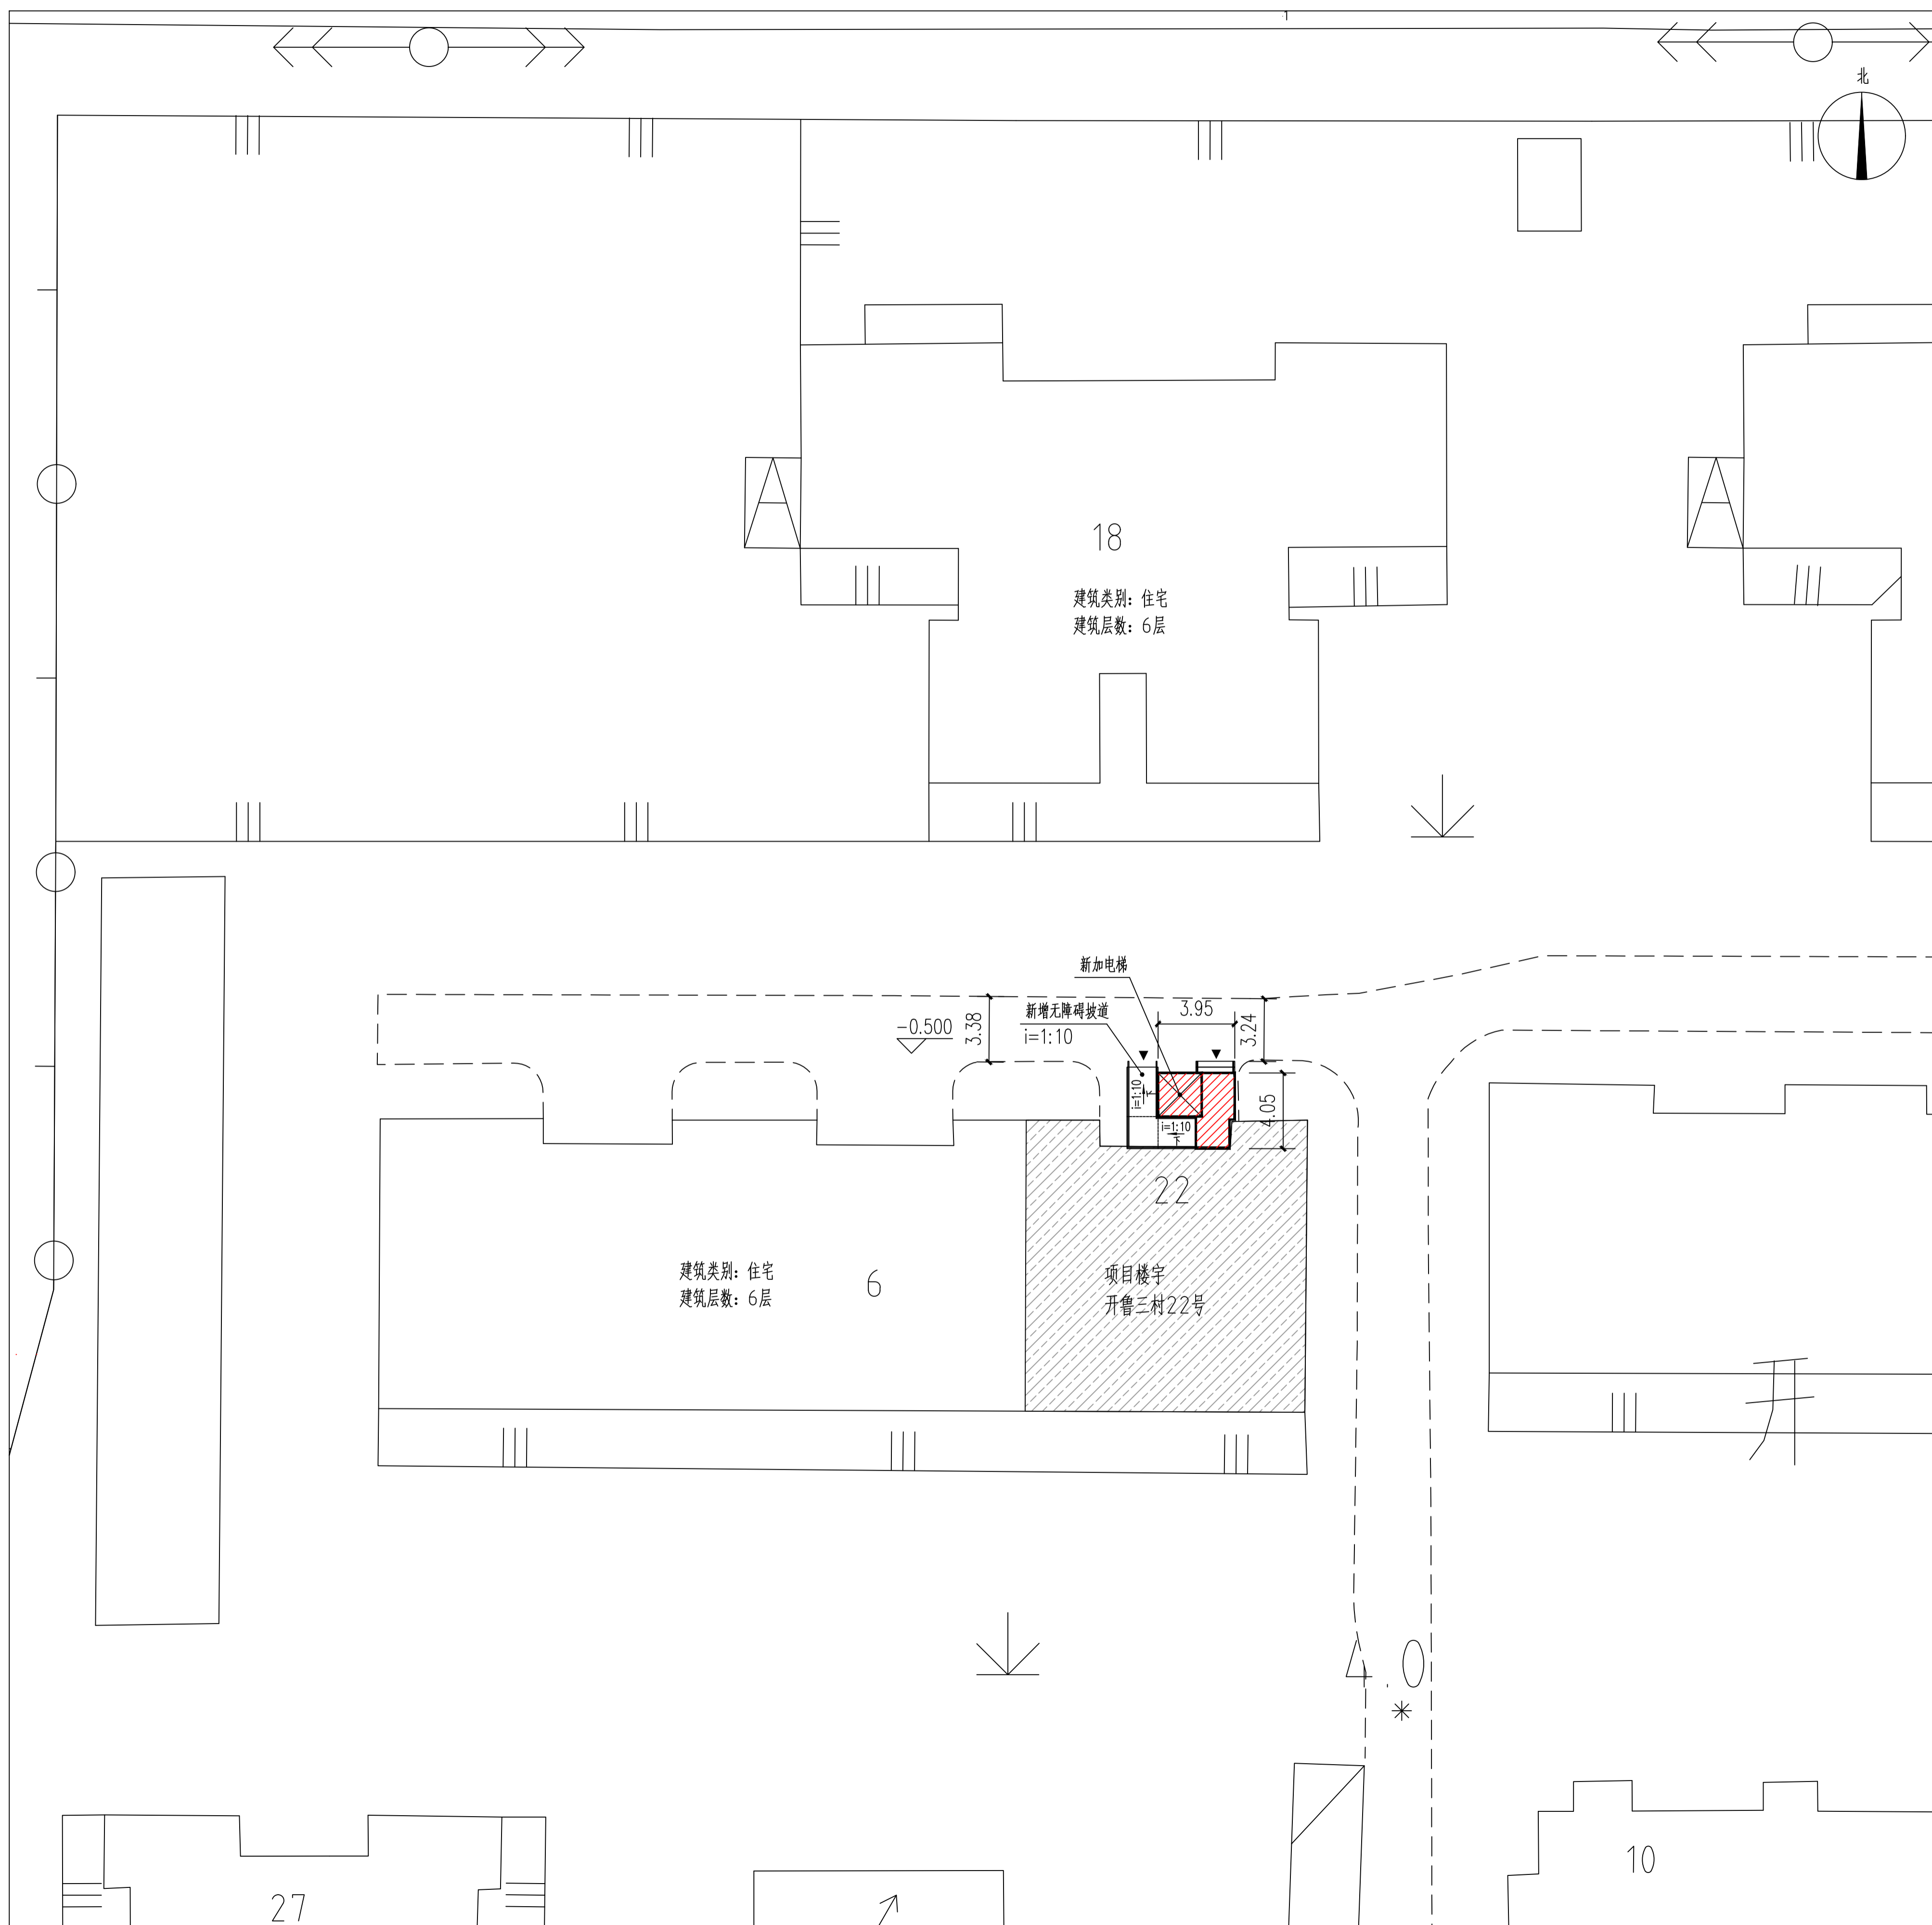 北
18
建筑类别：住宅
建筑层数：6层
新加电梯
新增无障碍坡道
i=1:10
-0.500
3.38
3.95
3.24
4.05
i=1:10
下
i=1:10
下
22
项目楼宇
开鲁三村22号
建筑类别：住宅
建筑层数：6层
6
4.0
10
27